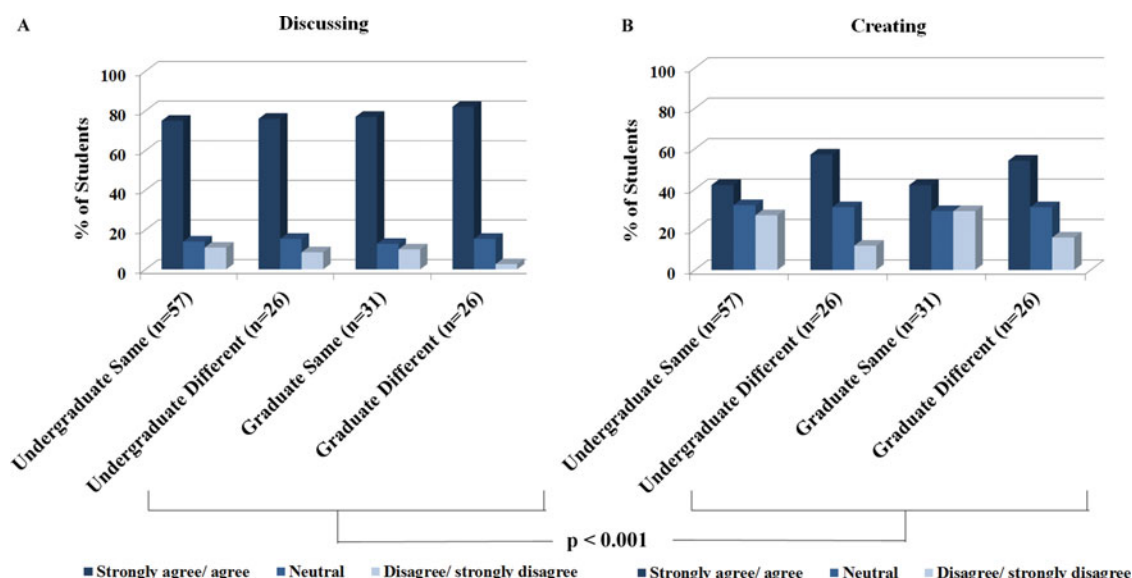 A
Discussing
% of Students
100
80
60
40
20
0
Undergraduate Same (n=57)
Undergraduate Different (n=26)
Graduate Same (n=31)
Graduate Different (n=26)
B
Creating
% of Students
100
80
60
40
20
0
Undergraduate Same (n=57)
Undergraduate Different (n=26)
Graduate Same (n=31)
Graduate Different (n=26)
p < 0.001
Strongly agree/ agree Neutral Disagree/ strongly disagree
Strongly agree/ agree Neutral Disagree/ strongly disagree